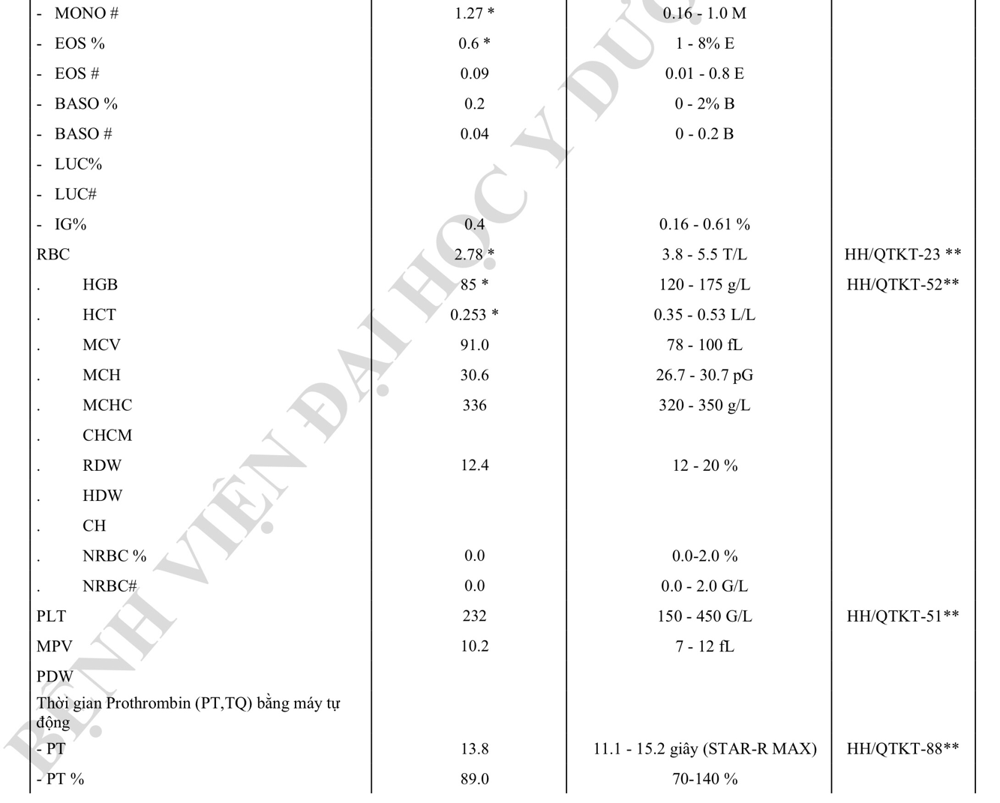 - MONO # 1.27 * 0.16 - 1.0 M
- EOS % 0.6 * 1 - 8% E
- EOS # 0.09 0.01 - 0.8 E
- BASO % 0.2 0 - 2% B
- BASO # 0.04 0 - 0.2 B
- LUC%
- LUC#
- IG% 0.4 0.16 - 0.61 %
RBC 2.78 * 3.8 - 5.5 T/L HH/QTKT-23 **
. HGB 85 * 120 - 175 g/L HH/QTKT-52**
. HCT 0.253 * 0.35 - 0.53 L/L
. MCV 91.0 78 - 100 fL
. MCH 30.6 26.7 - 30.7 pG
. MCHC 336 320 - 350 g/L
. CHCM
. RDW 12.4 12 - 20 %
. HDW
. CH
. NRBC % 0.0 0.0-2.0 %
. NRBC# 0.0 0.0 - 2.0 G/L
PLT 232 150 - 450 G/L HH/QTKT-51**
MPV 10.2 7 - 12 fL
PDW
Thời gian Prothrombin (PT,TQ) bằng máy tự
động
- PT 13.8 11.1 - 15.2 giây (STAR-R MAX) HH/QTKT-88**
- PT % 89.0 70-140 %
BỆNH VIỆN ĐẠI HỌC Y DƯỢ